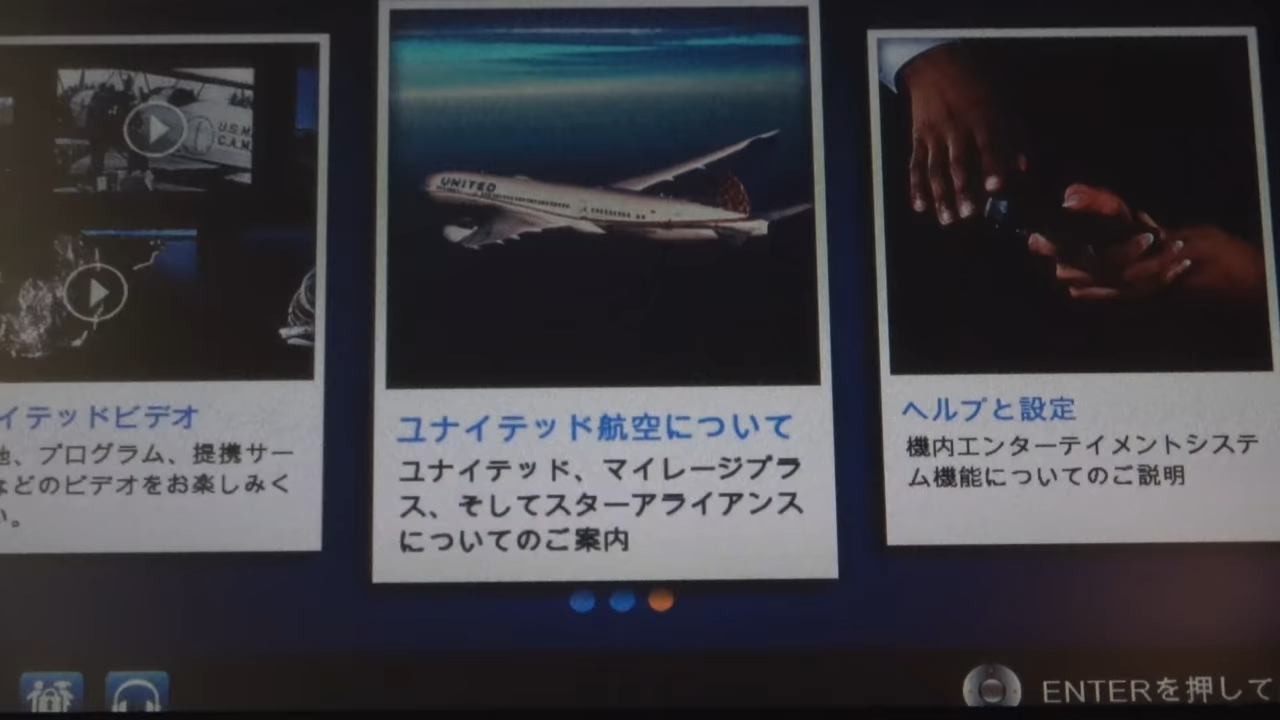 UNITED
イテッドビデオ
、プログラム、提携サー
などのビデオをお楽しみく
い。
ユナイテッド航空について
ユナイテッド、マイレージプラ
ス、そしてスターアライアンス
についてのご案内
ヘルプと設定
機内エンターテイメントシステ
ム機能についてのご説明
ENTERを押して